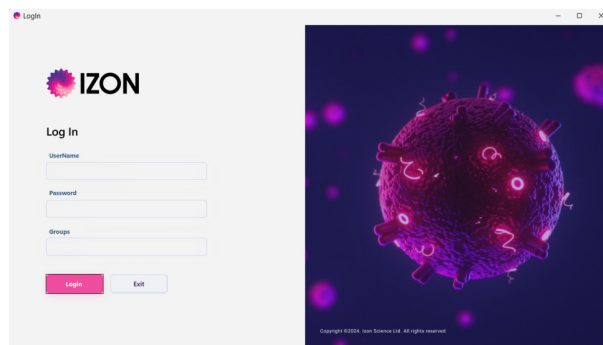 LogIn
IZON
Log In
UserName
Password
Groups
Login
Exit
Copyright ©2024. Izon Science Ltd. All rights reserved